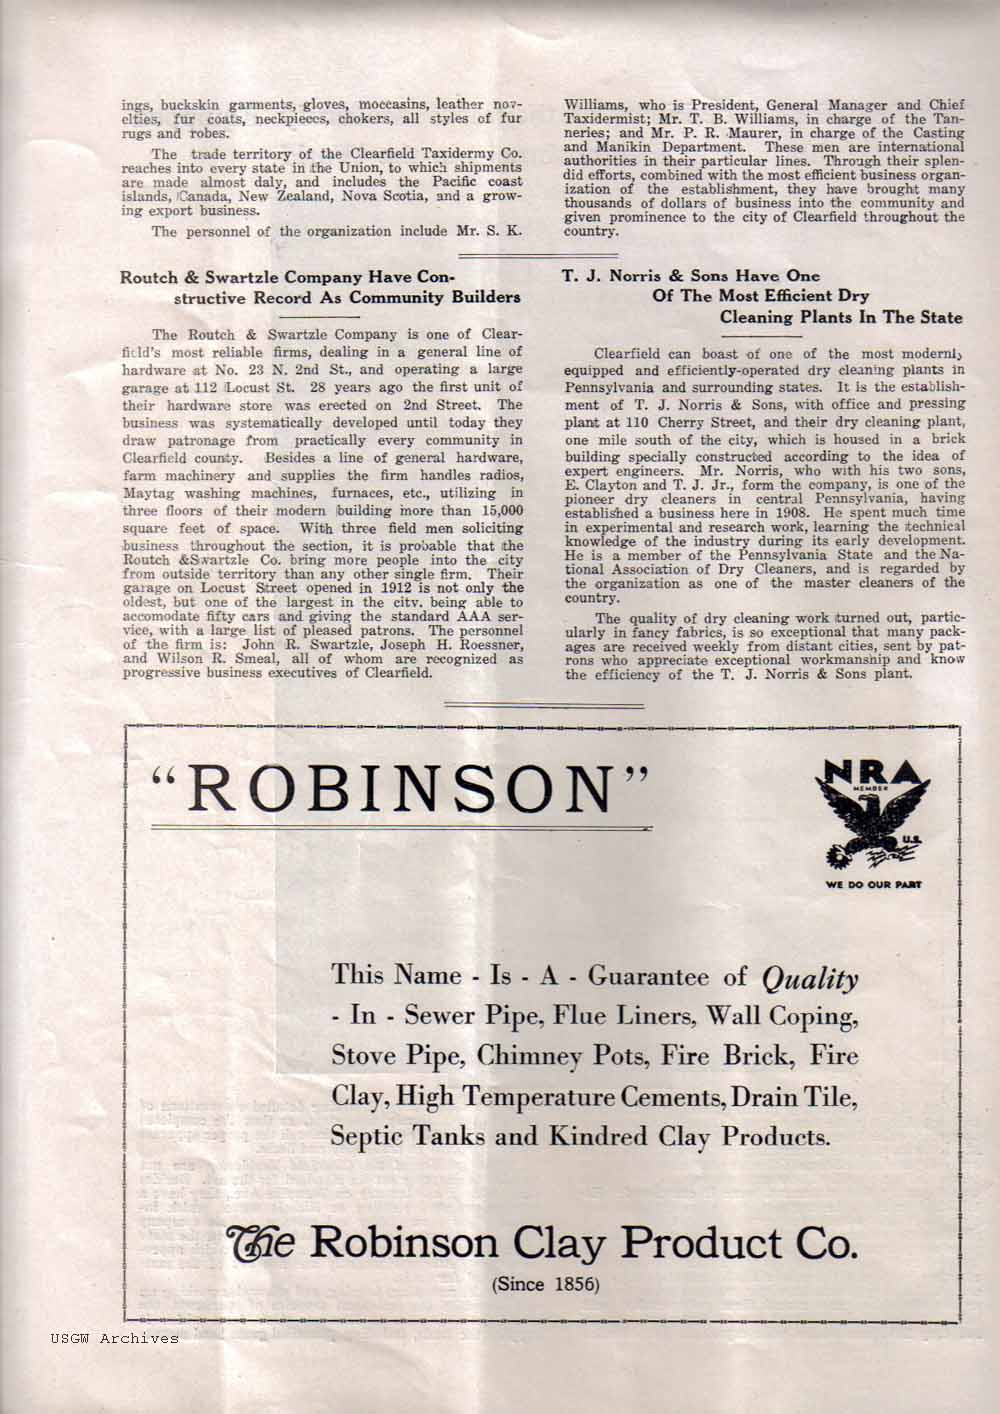 ings, buckskin garments, gloves, moccasins, leather nov-
elties, fur coats, neckpieces, chokers, all styles of fur
rugs and robes.
The trade territory of the Clearfield Taxidermy Co.
reaches into every state in the Union, to which shipments
are made almost daly, and includes the Pacific coast
islands, Canada, New Zealand, Nova Scotia, and a grow-
ing export business.
The personnel of the organization include Mr. S. K.
Williams, who is President, General Manager and Chief
Taxidermist; Mr. T. B. Williams, in charge of the Tan-
neries; and Mr. P. R. Maurer, in charge of the Casting
and Manikin Department. These men are international
authorities in their particular lines. Through their splen-
did efforts, combined with the most efficient business organ-
ization of the establishment, they have brought many
thousands of dollars of business into the community and
given prominence to the city of Clearfield throughout the
country.
Routch & Swartzle Company Have Con-
structive Record As Community Builders
The Routch & Swartzle Company is one of Clear-
field's most reliable firms, dealing in a general line of
hardware at No. 23 N. 2nd St., and operating a large
garage at 112 Locust St. 28 years ago the first unit of
their hardware store was erected on 2nd Street. The
business was systematically developed until today they
draw patronage from practically every community in
Clearfield county. Besides a line of general hardware,
farm machinery and supplies the firm handles radios,
Maytag washing machines, furnaces, etc., utilizing in
three floors of their modern building more than 15,000
square feet of space. With three field men soliciting
business throughout the section, it is probable that the
Routch &Swartzle Co. bring more people into the city
from outside territory than any other single firm. Their
garage on Locust Street opened in 1912 is not only the
oldest, but one of the largest in the city. being able to
accomodate fifty cars and giving the standard AAA ser-
vice, with a large list of pleased patrons. The personnel
of the firm is: John R. Swartzle, Joseph H. Roessner,
and Wilson R. Smeal, all of whom are recognized as
progressive business executives of Clearfield.
T. J. Norris & Sons Have One
Of The Most Efficient Dry
Cleaning Plants In The State
Clearfield can boast of one of the most modernly
equipped and efficiently-operated dry cleaning plants in
Pennsylvania and surrounding states. It is the establish-
ment of T. J. Norris & Sons, with office and pressing
plant at 110 Cherry Street, and their dry cleaning plant,
one mile south of the city, which is housed in a brick
building specially constructed according to the idea of
expert engineers. Mr. Norris, who with his two sons,
E. Clayton and T. J. Jr., form the company, is one of the
pioneer dry cleaners in central Pennsylvania, having
established a business here in 1908. He spent much time
in experimental and research work, learning the technical
knowledge of the industry during its early development.
He is a member of the Pennsylvania State and the Na-
tional Association of Dry Cleaners, and is regarded by
the organization as one of the master cleaners of the
country.
The quality of dry cleaning work turned out, partic-
ularly in fancy fabrics, is so exceptional that many pack-
ages are received weekly from distant cities, sent by pat-
rons who appreciate exceptional workmanship and know
the efficiency of the T. J. Norris & Sons plant.
"ROBINSON"
NRA
MEMBER
U.S.
WE DO OUR PART
This Name - Is - A - Guarantee of Quality
- In - Sewer Pipe, Flue Liners, Wall Coping,
Stove Pipe, Chimney Pots, Fire Brick, Fire
Clay, High Temperature Cements, Drain Tile,
Septic Tanks and Kindred Clay Products.
The Robinson Clay Product Co.
(Since 1856)
USGW Archives